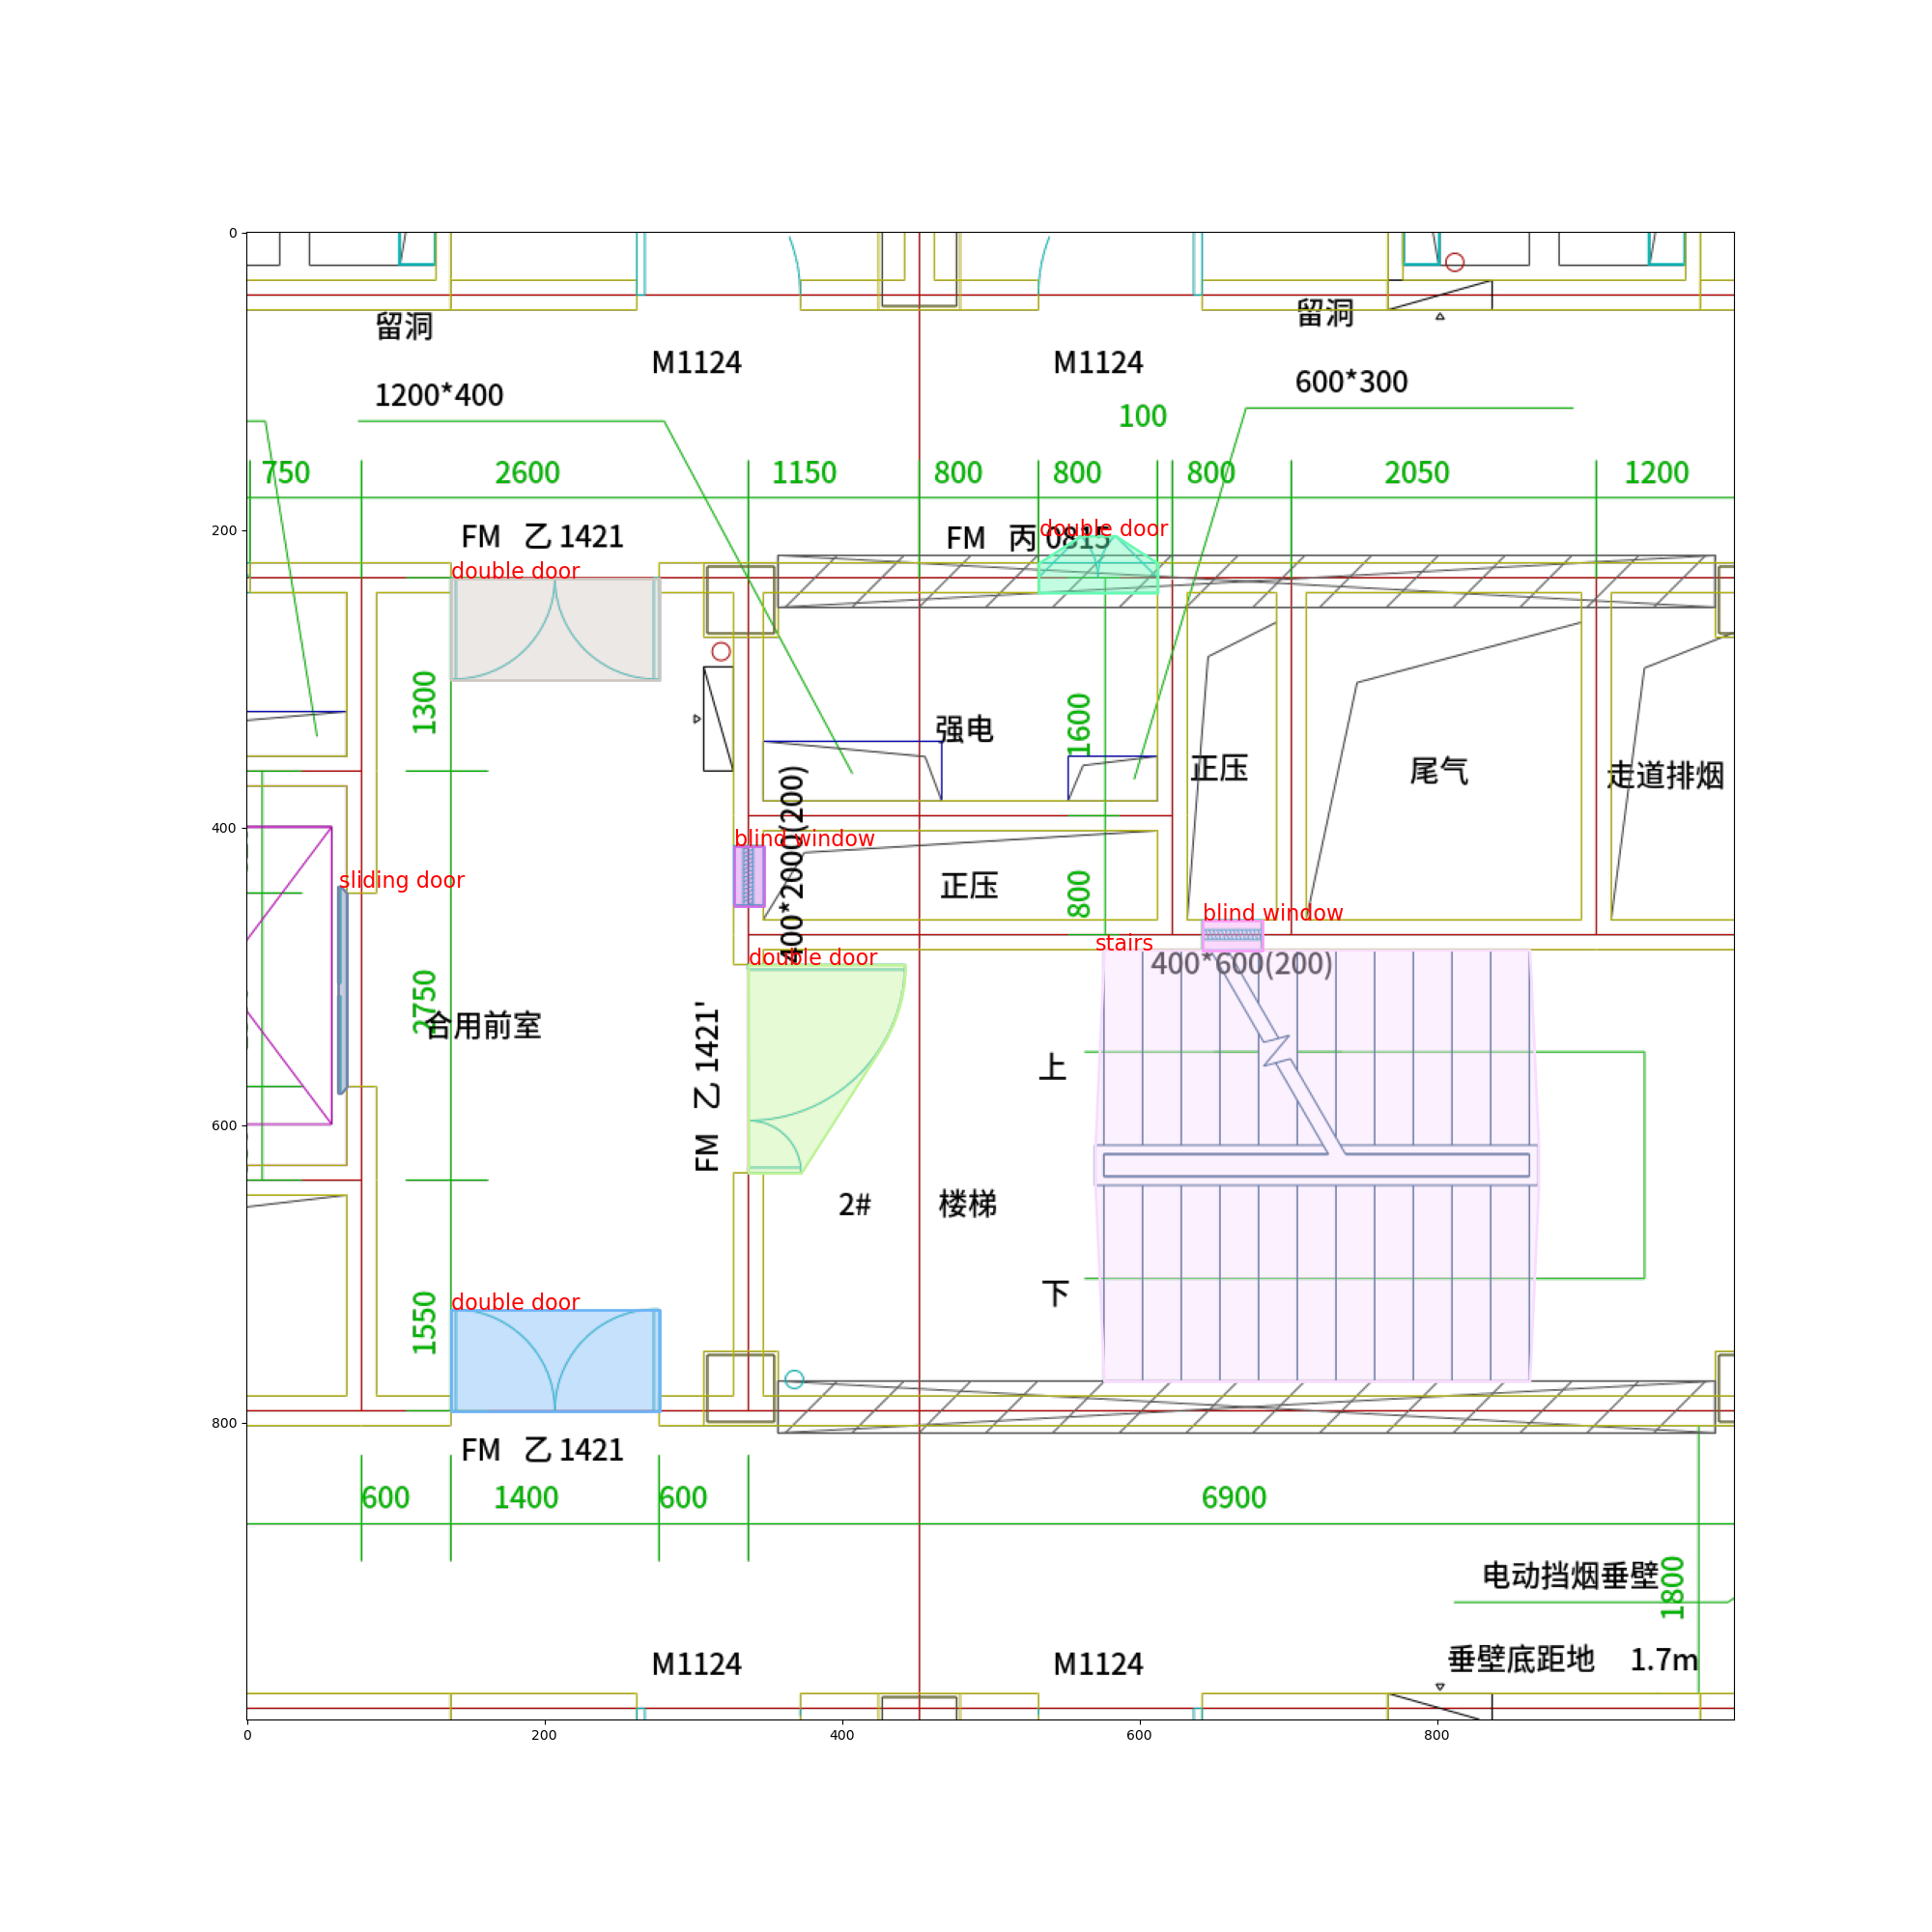 0
留洞
留洞
M1124
M1124
1200*400
600*300
100
750
2600
1150
800
800
800
2050
1200
200
FM 乙 1421
FM 丙 0815
double door
double door
1300
1600
强电
正压
尾气
走道排烟
400*2000(200)
400
blind window
sliding door
正压
800
blind window
stairs
400*600(200)
double door
2750
合用前室
FM 乙 1421'
上
600
2#
楼梯
下
double door
1550
800
FM 乙 1421
600
1400
600
6900
电动挡烟垂壁
1800
M1124
M1124
垂壁底距地 1.7m
0
200
400
600
800